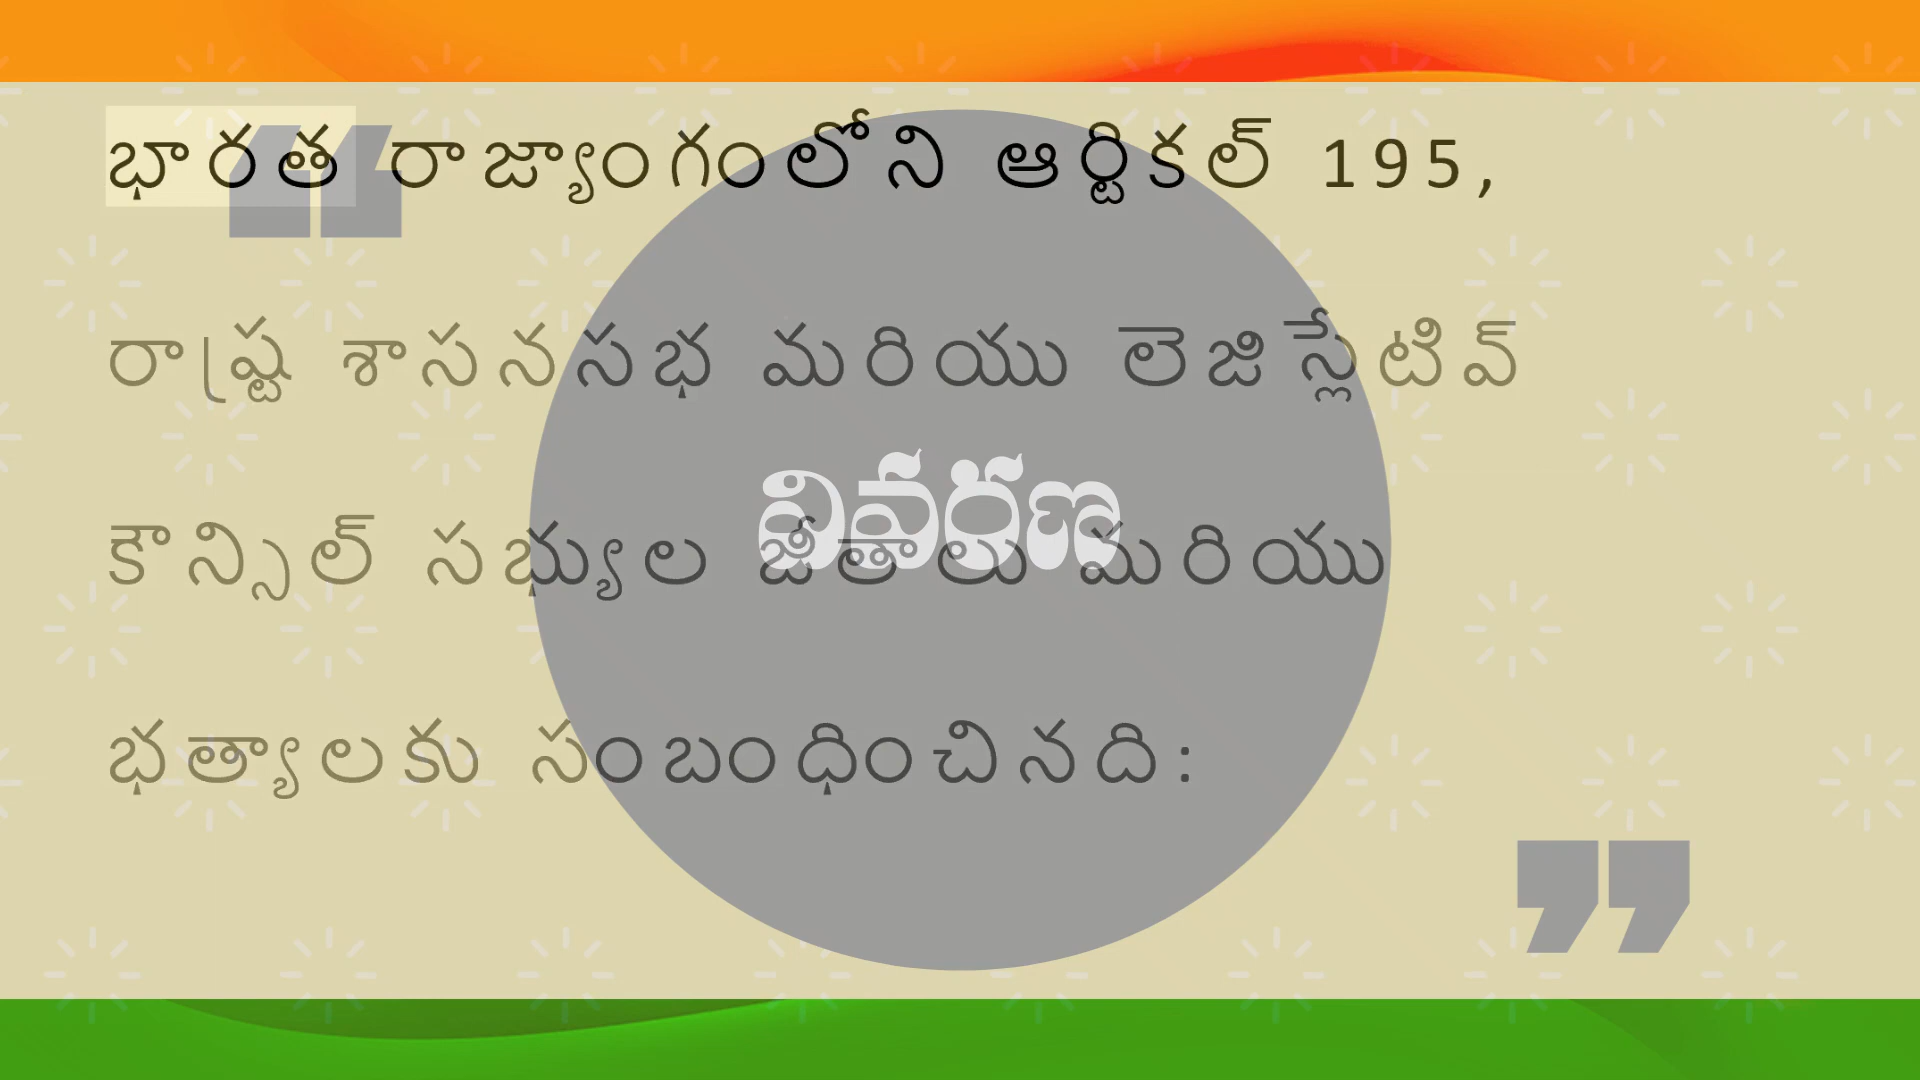 భారత రాజ్యాంగంలోని ఆర్టికల్ 195,
రాష్ట్ర శాసనసభ మరియు లెజిస్లేటివ్
వివరణ
కౌన్సిల్ సభ్యుల జీతాలు మరియు
భత్యాలకు సంబంధించినది: